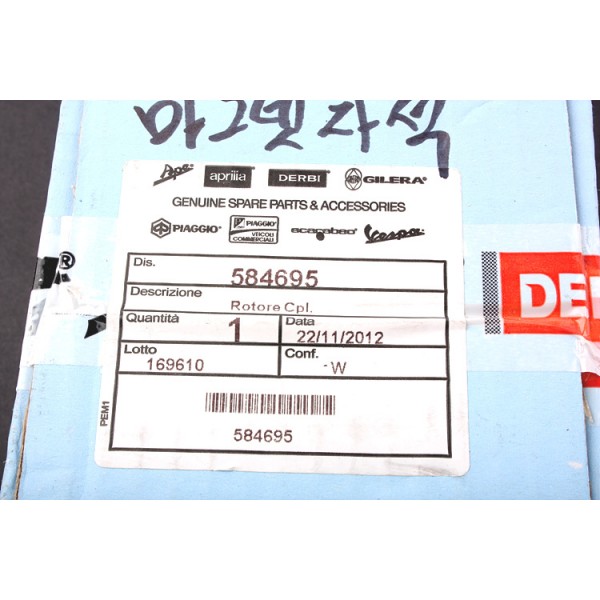 마그넷자석
Ape aprilia DERBI GILERA
GENUINE SPARE PARTS & ACCESSORIES
PIAGGIO PIAGGIO VEICOLI COMMERCIALI scarabeo Vespa
Dis. 584695
Descrizione Rotore Cpl.
Quantità 1 Data 22/11/2012
Lotto 169610 Conf. -W
584695
PEM1
DE